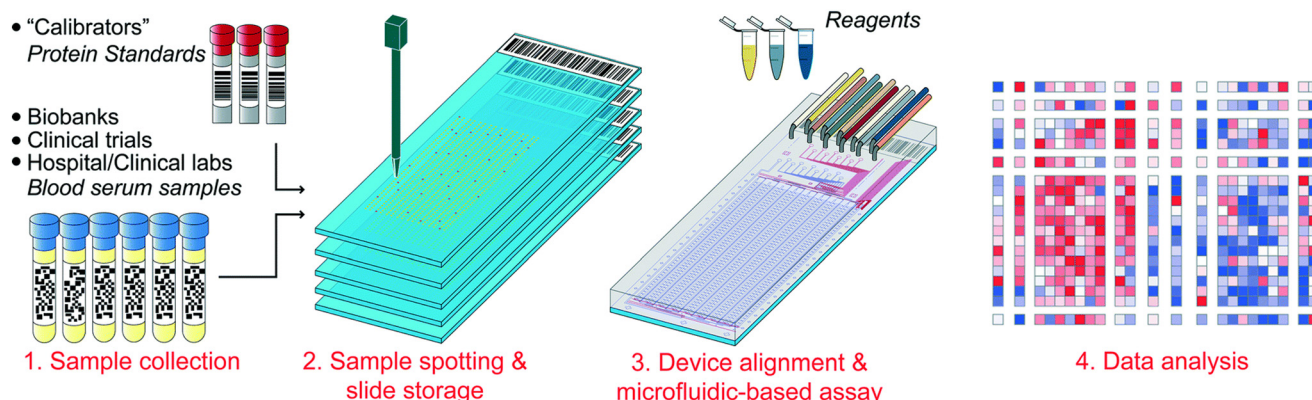 • “Calibrators”
Protein Standards
• Biobanks
• Clinical trials
• Hospital/Clinical labs
Blood serum samples
1. Sample collection
2. Sample spotting &
slide storage
Reagents
3. Device alignment &
microfluidic-based assay
4. Data analysis